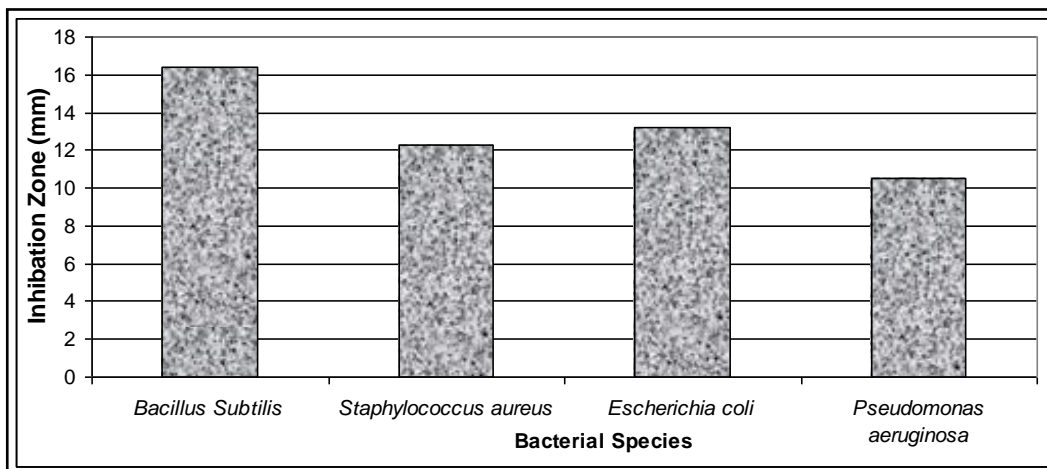 18
16
14
12
10
8
6
4
2
0
Inhibation Zone (mm)
Bacillus Subtilis
Staphylococcus aureus
Escherichia coli
Pseudomonas
aeruginosa
Bacterial Species